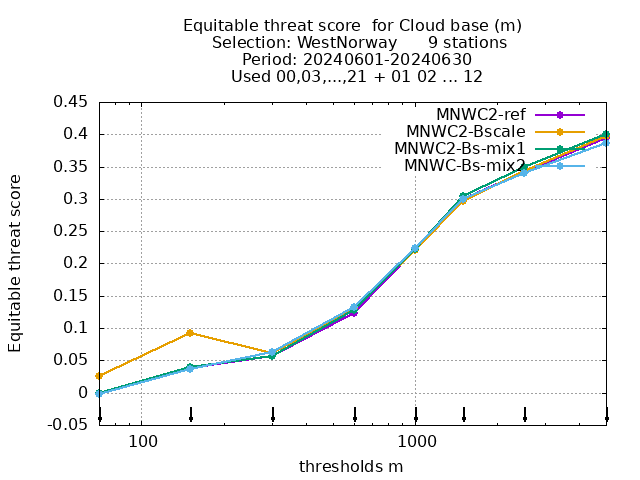 Equitable threat score  for Cloud base (m)
Selection: WestNorway      9 stations
Period: 20240601-20240630
Used 00,03,...,21 + 01 02 ... 12
MNWC2-ref
MNWC2-Bscale
MNWC2-Bs-mix1
MNWC-Bs-mix2
Equitable threat score
0.45
0.4
0.35
0.3
0.25
0.2
0.15
0.1
0.05
0
-0.05
100
1000
thresholds m